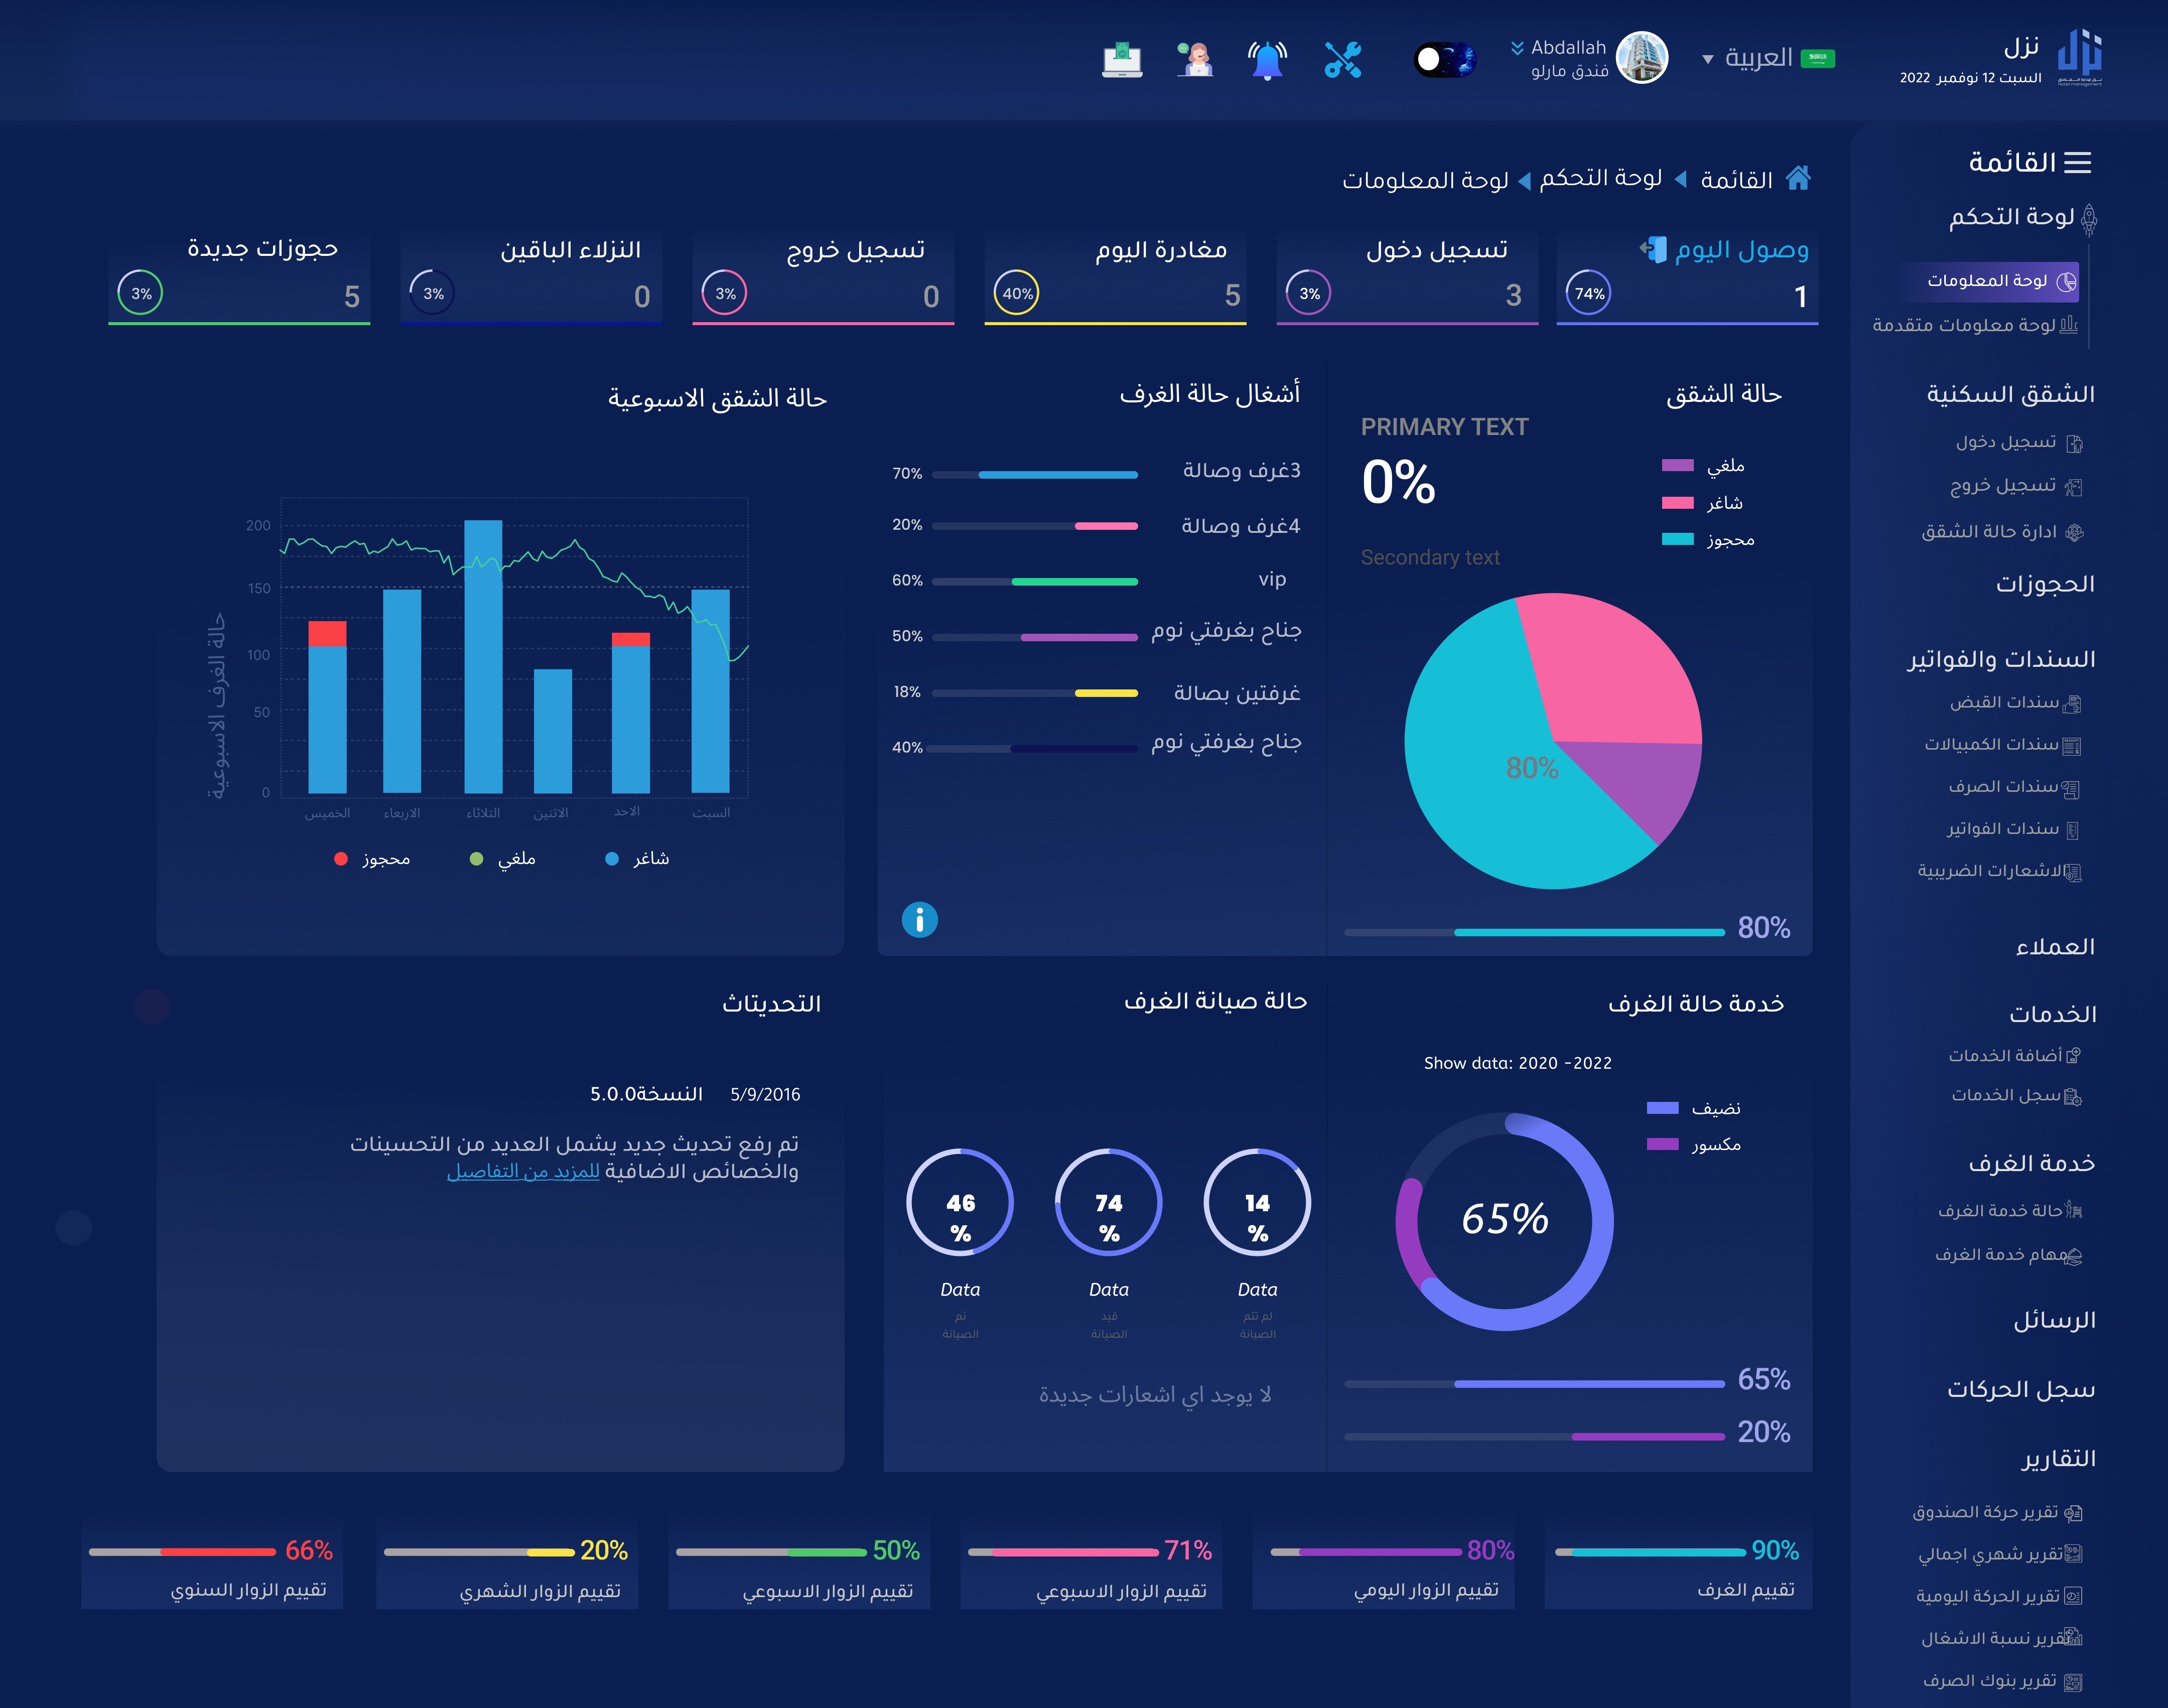 نزل
السبت 12 نوفمبر 2022
العربية
Abdallah
فندق مارلو
القائمة
لوحة التحكم
لوحة المعلومات
لوحة معلومات متقدمة
الشقق السكنية
تسجيل دخول
تسجيل خروج
ادارة حالة الشقق
الحجوزات
السندات والفواتير
سندات القبض
سندات الكمبيالات
سندات الصرف
سندات الفواتير
الاشعارات الضريبية
العملاء
الخدمات
أضافة الخدمات
سجل الخدمات
خدمة الغرف
حالة خدمة الغرف
مهام خدمة الغرف
الرسائل
سجل الحركات
التقارير
تقرير حركة الصندوق
تقرير شهري اجمالي
تقرير الحركة اليومية
تقرير نسبة الاشغال
تقرير بنوك الصرف
القائمة لوحة التحكم لوحة المعلومات
وصول اليوم
1
74%
تسجيل دخول
3
3%
مغادرة اليوم
5
40%
تسجيل خروج
0
3%
النزلاء الباقين
0
3%
حجوزات جديدة
5
3%
حالة الشقق
PRIMARY TEXT
0%
Secondary text
ملغي
شاغر
محجوز
80%
80%
أشغال حالة الغرف
3غرف وصالة 70%
4غرف وصالة 20%
vip 60%
جناح بغرفتي نوم 50%
غرفتين بصالة 18%
جناح بغرفتي نوم 40%
حالة الشقق الاسبوعية
حالة الغرف الاسبوعية
200
150
100
50
0
السبت الاحد الاتنين التلاثاء الاربعاء الخميس
شاغر ملغي محجوز
خدمة حالة الغرف
Show data: 2020 -2022
نضيف
مكسور
65%
65%
20%
حالة صيانة الغرف
14
%
Data
لم تتم
الصيانة
74
%
Data
قيد
الصيانة
46
%
Data
تم
الصيانة
لا يوجد اي اشعارات جديدة
التحديتاث
5/9/2016 النسخة5.0.0
تم رفع تحديث جديد يشمل العديد من التحسينات
والخصائص الاضافية للمزيد من التفاصيل
90%
تقييم الغرف
80%
تقييم الزوار اليومي
71%
تقييم الزوار الاسبوعي
50%
تقييم الزوار الاسبوعي
20%
تقييم الزوار الشهري
66%
تقييم الزوار السنوي